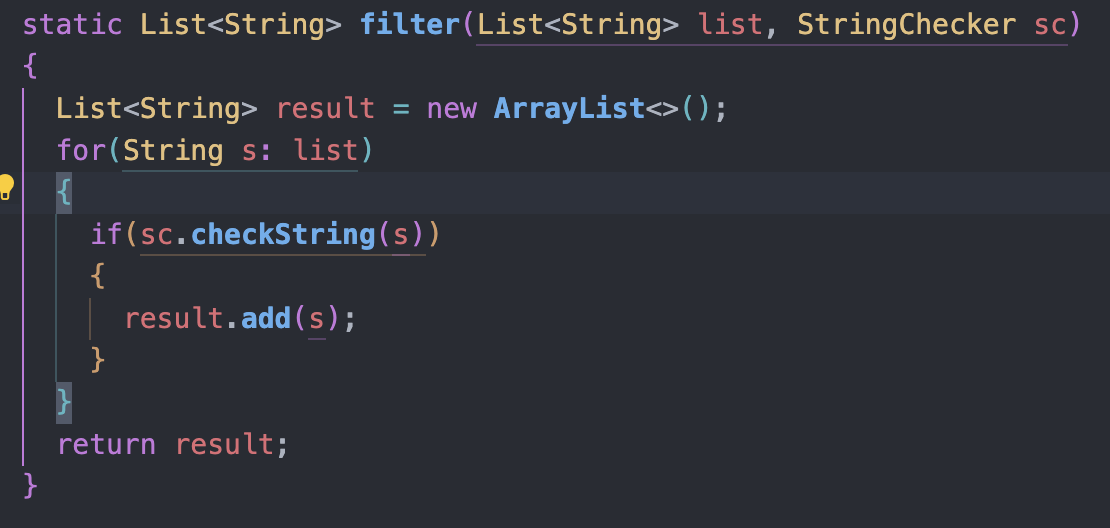 static List<String> filter(List<String> list, StringChecker sc)
{
  List<String> result = new ArrayList<>();
  for(String s: list)
  {
    if(sc.checkString(s))
    {
      result.add(s);
    }
  }
  return result;
}